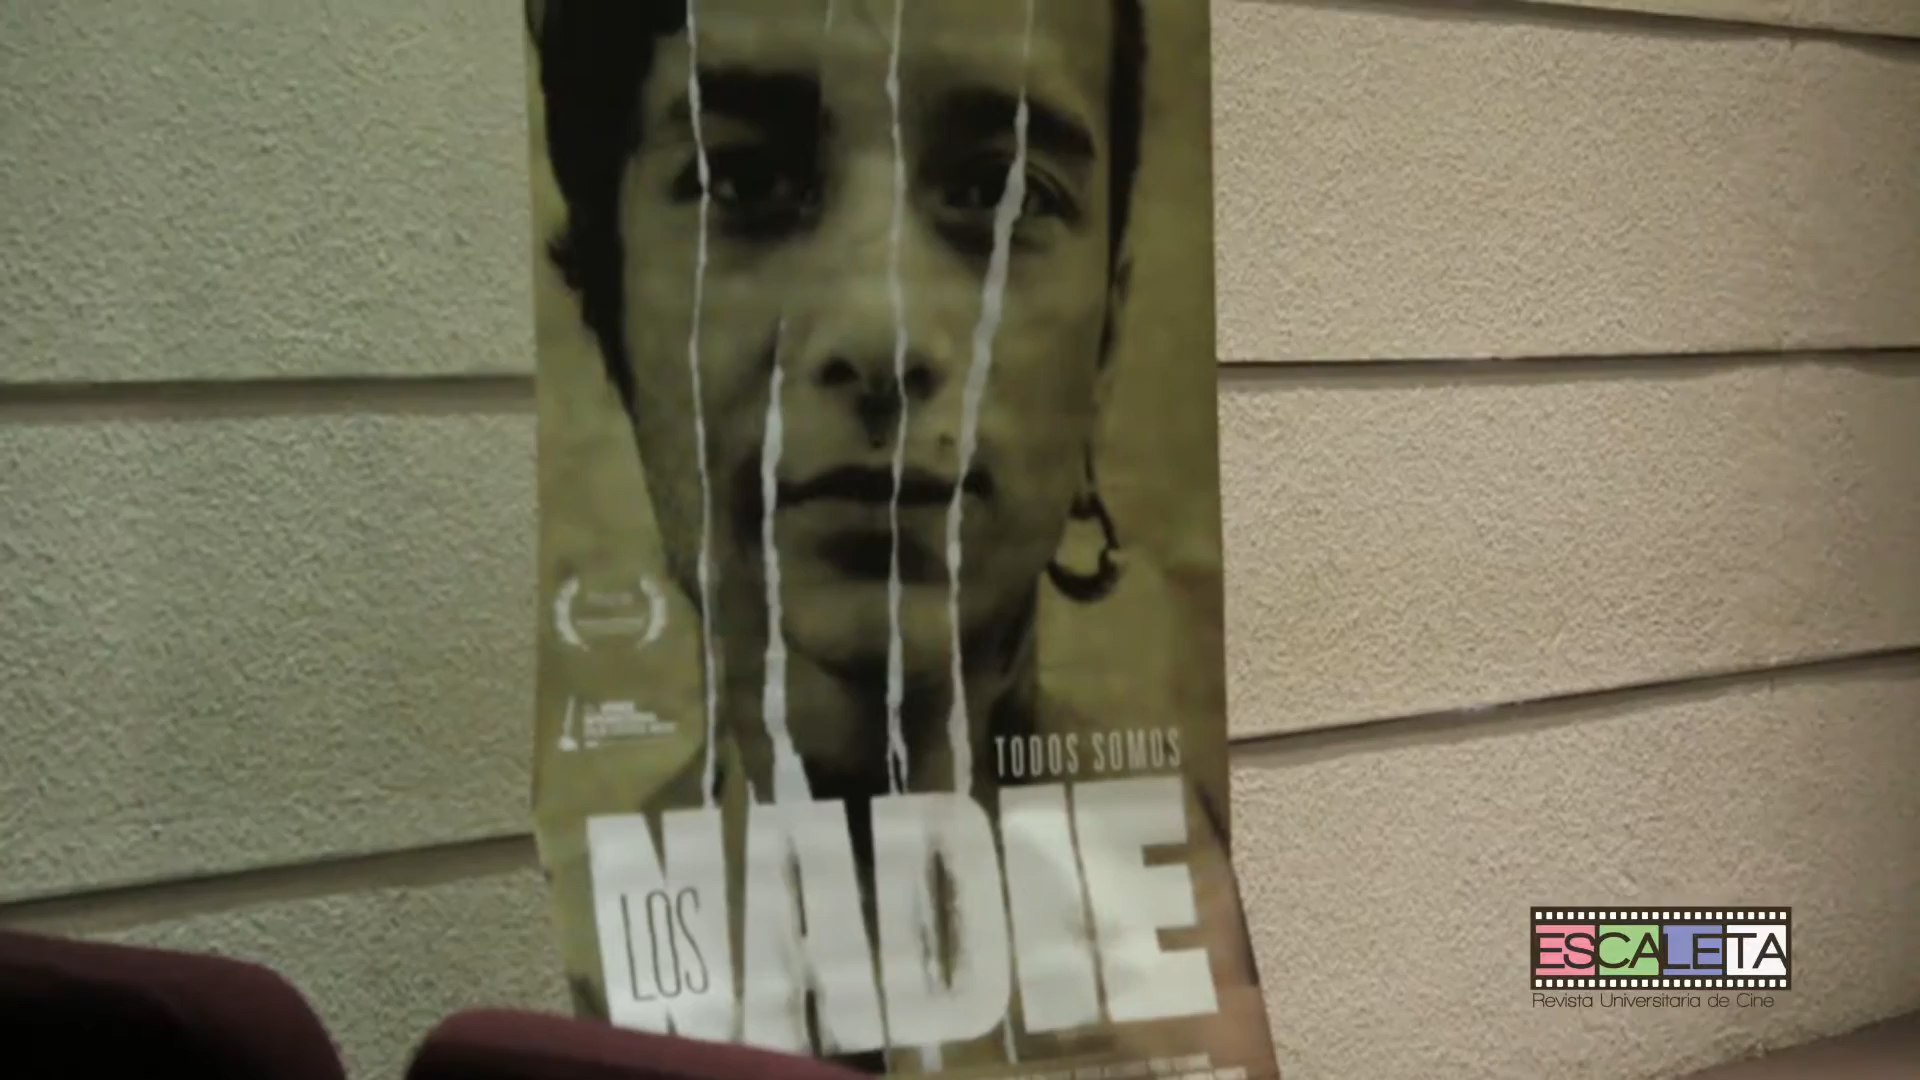 TODOS SOMOS
LOS
NADIE
ESCALETA
Revista Universitaria de Cine